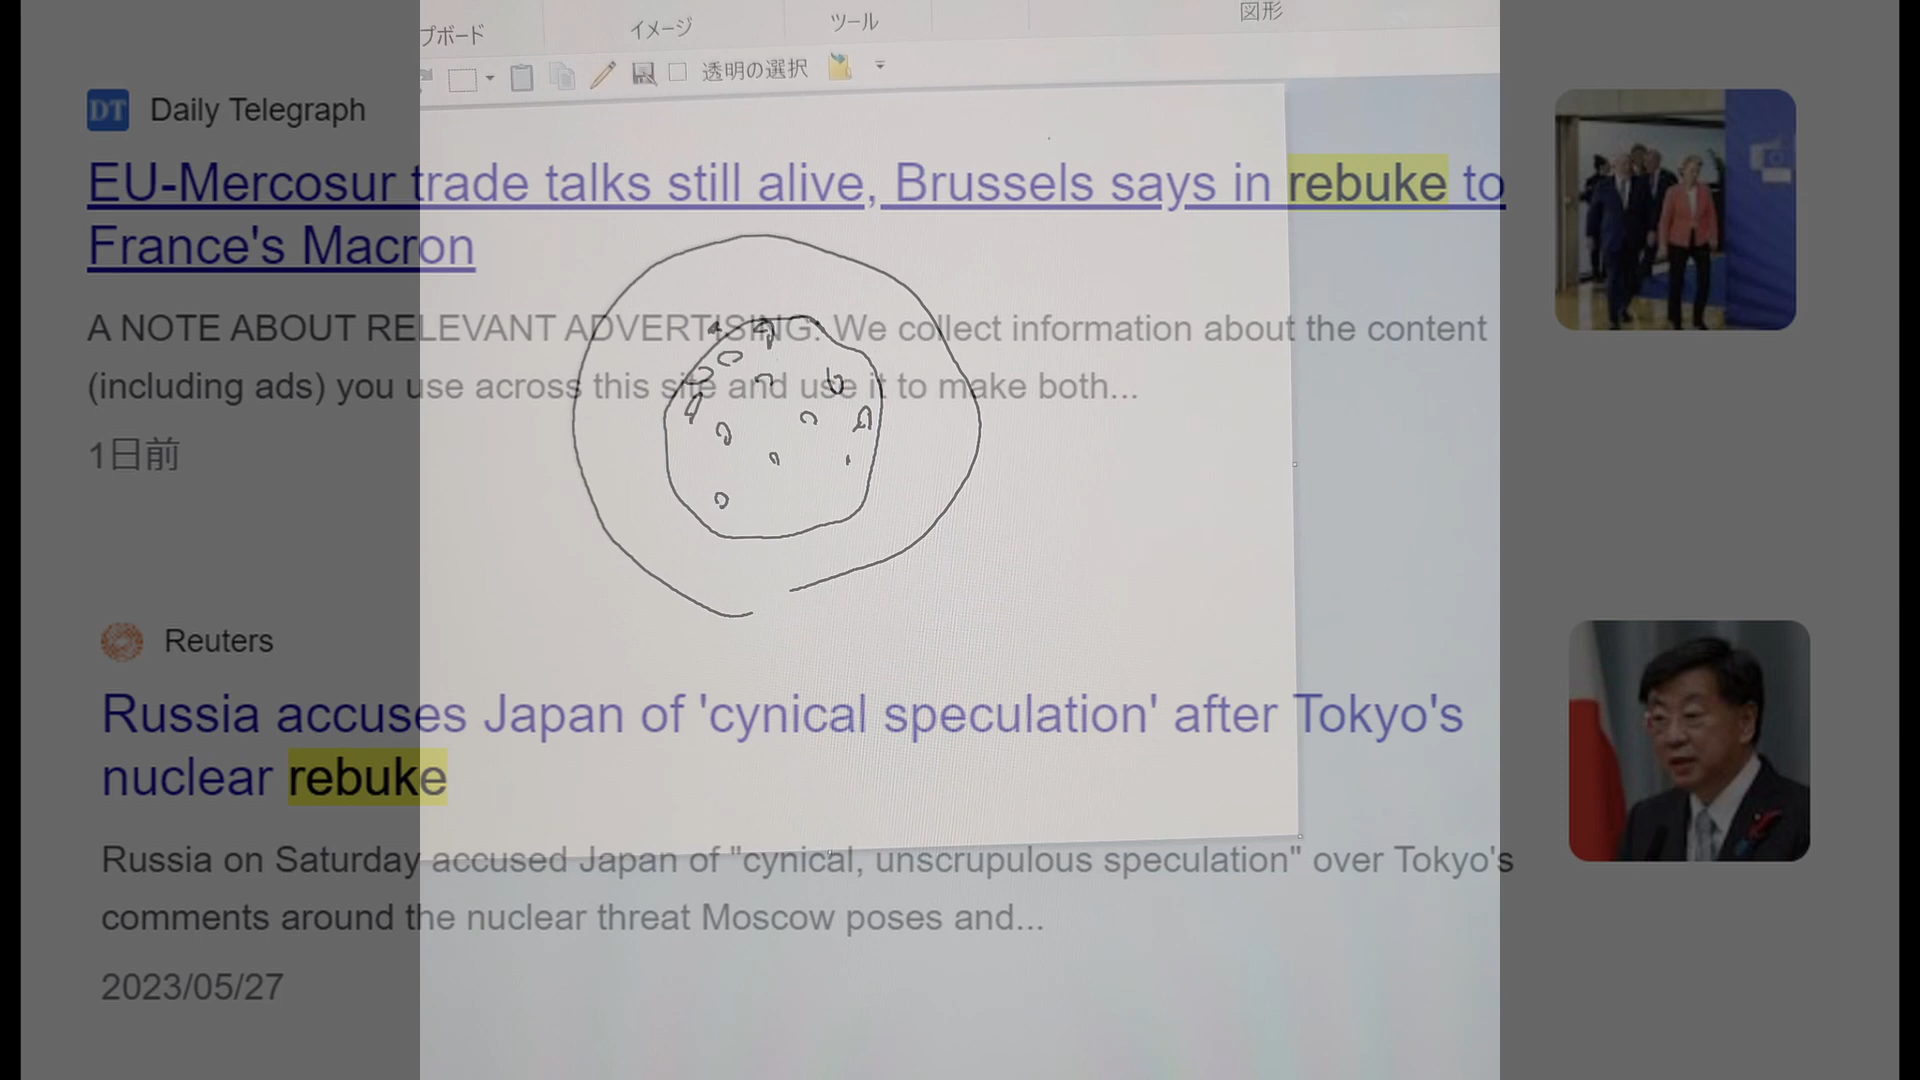 プボード
イメージ
ツール
図形
透明の選択
Daily Telegraph
EU-Mercosur trade talks still alive, Brussels says in rebuke to
France's Macron
A NOTE ABOUT RELEVANT ADVERTISING: We collect information about the content
(including ads) you use across this site and use it to make both...
1日前
Reuters
Russia accuses Japan of 'cynical speculation' after Tokyo's
nuclear rebuke
Russia on Saturday accused Japan of "cynical, unscrupulous speculation" over Tokyo's
comments around the nuclear threat Moscow poses and...
2023/05/27